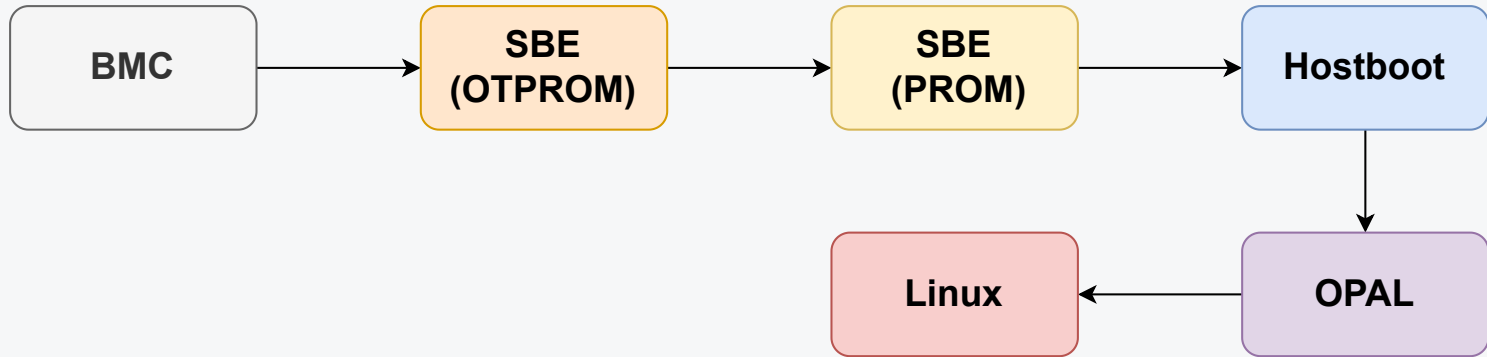 BMC
SBE
(OTPROM)
SBE
(PROM)
Hostboot
Linux
OPAL